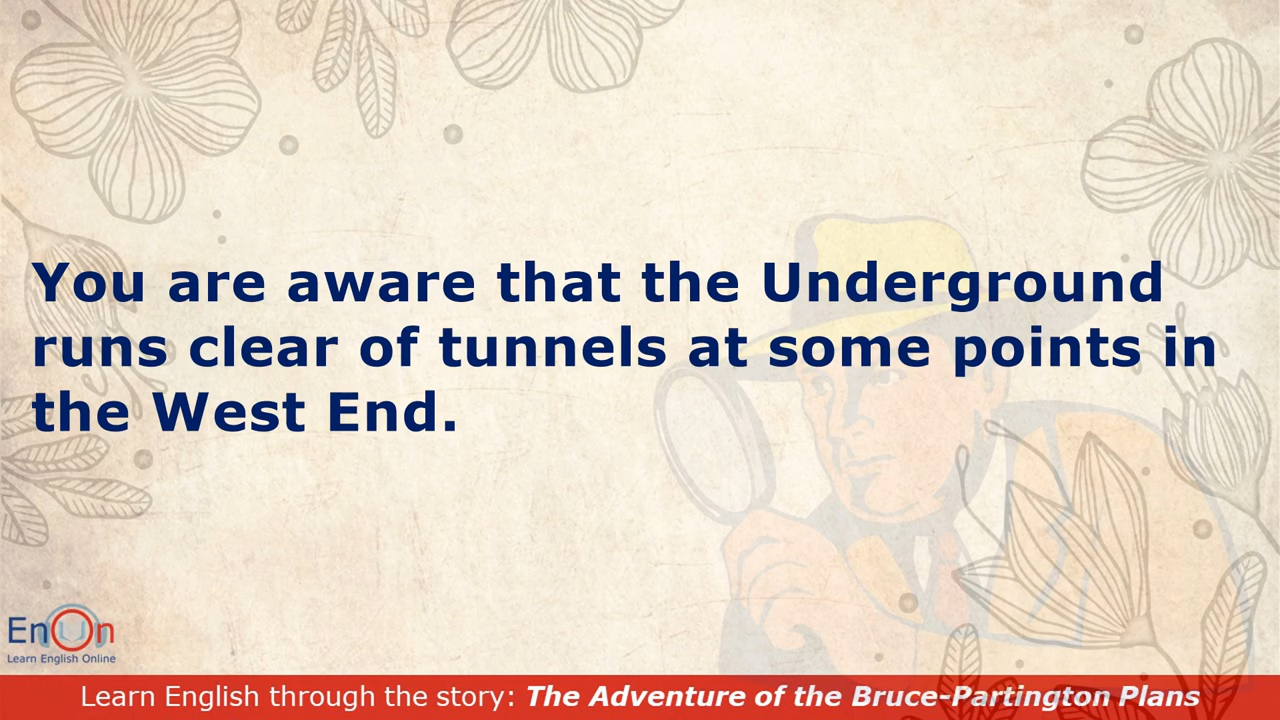 You are aware that the Underground
runs clear of tunnels at some points in
the West End.
EnOn
Learn English Online
Learn English through the story: The Adventure of the Bruce-Partington Plans